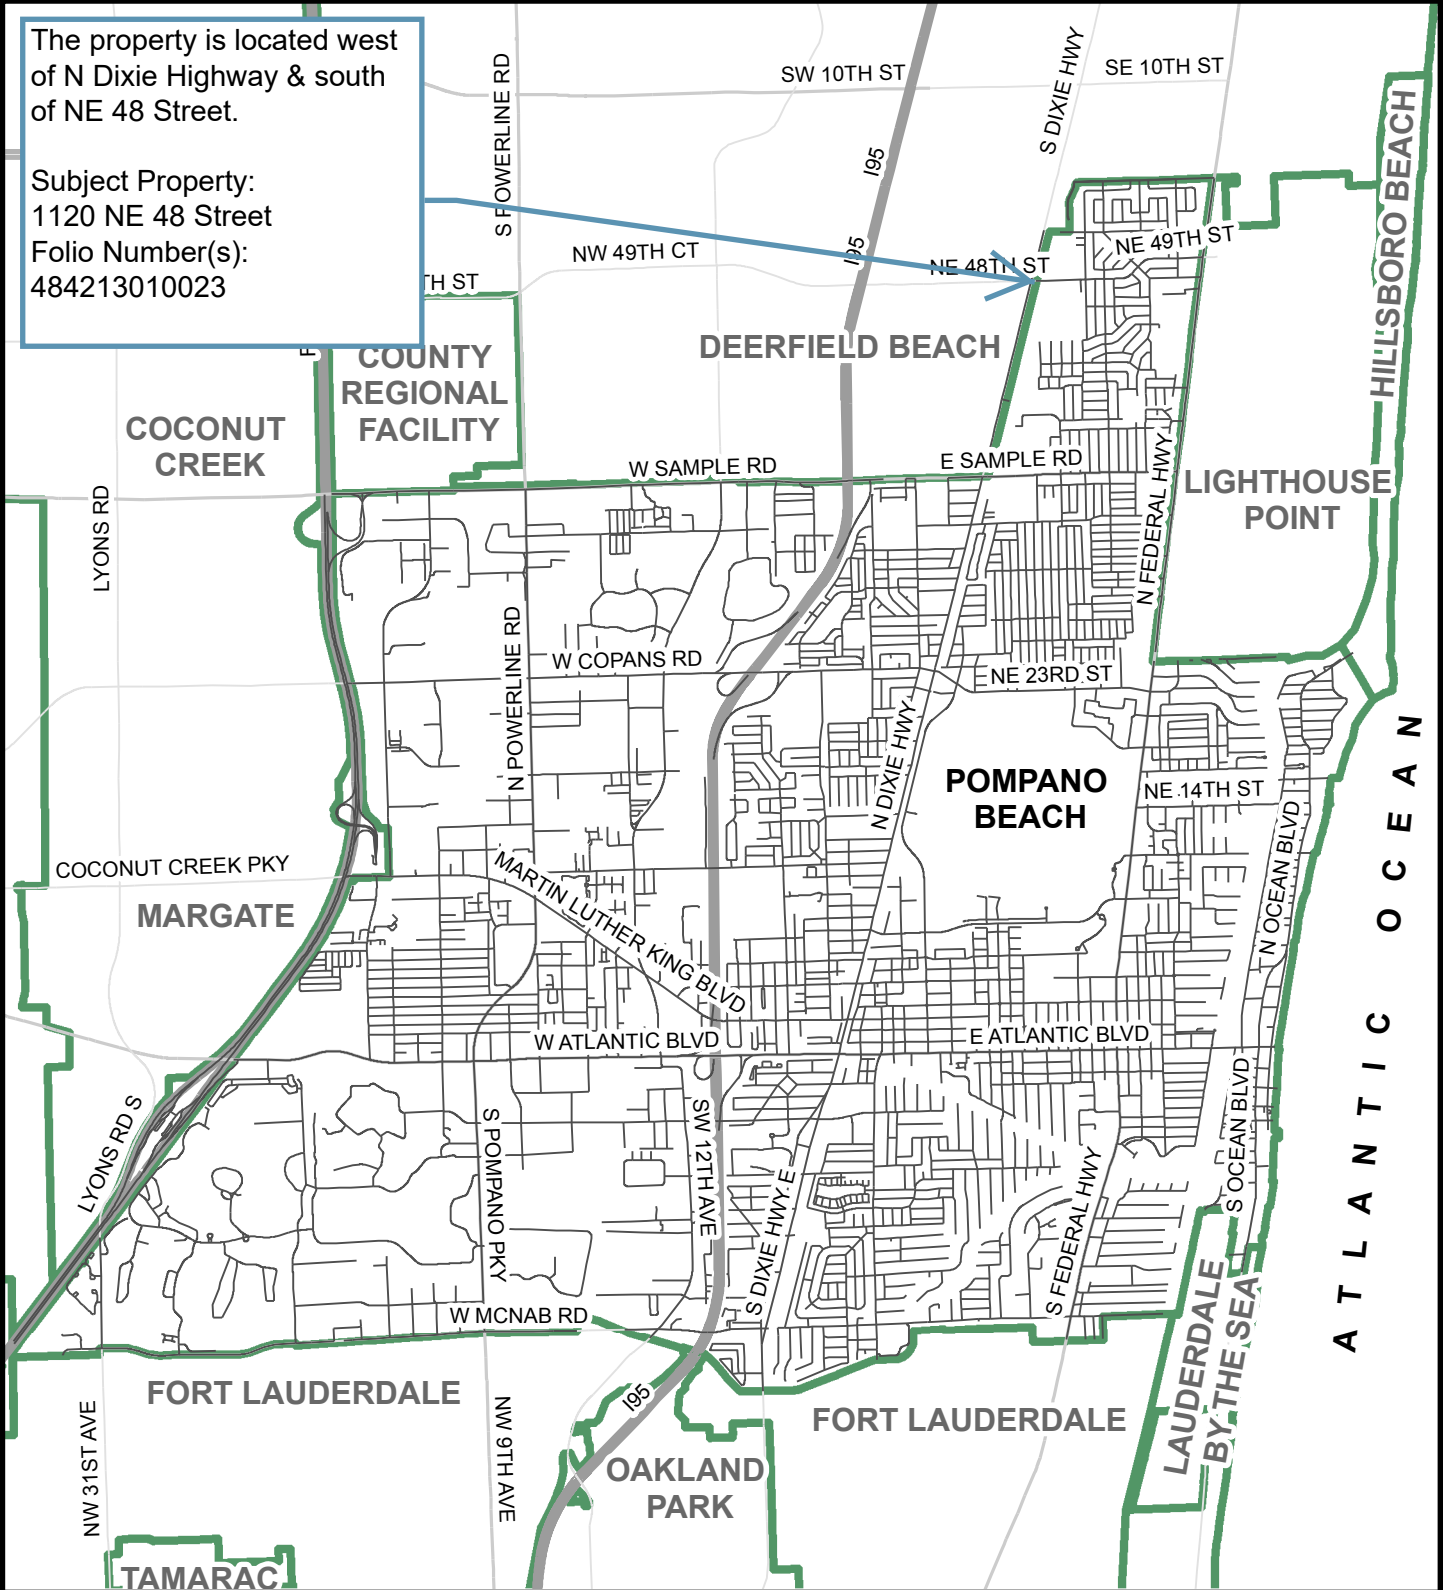 The property is located west
of N Dixie Highway & south
of NE 48 Street.
Subject Property:
1120 NE 48 Street
Folio Number(s):
484213010023
S POWERLINE RD
SW 10TH ST
SE 10TH ST
S DIXIE HWY
I95
HILLSBORO BEACH
NE 49TH ST
NW 49TH CT
I95
NE 48TH ST
TH ST
DEERFIELD BEACH
COUNTY
REGIONAL
FACILITY
COCONUT
CREEK
W SAMPLE RD
E SAMPLE RD
N FEDERAL HWY
LIGHTHOUSE
POINT
LYONS RD
N POWERLINE RD
W COPANS RD
NE 23RD ST
N DIXIE HWY
POMPANO
BEACH
NE 14TH ST
N OCEAN BLVD
ATLANTIC OCEAN
COCONUT CREEK PKY
MARGATE
MARTIN LUTHER KING BLVD
W ATLANTIC BLVD
E ATLANTIC BLVD
LYONS RD S
S POMPANO PKY
SW 12TH AVE
S DIXIE HWY E
S FEDERAL HWY
S OCEAN BLVD
W MCNAB RD
LAUDERDALE
BY THE SEA
FORT LAUDERDALE
FORT LAUDERDALE
I95
NW 31ST AVE
NW 9TH AVE
OAKLAND
PARK
TAMARAC